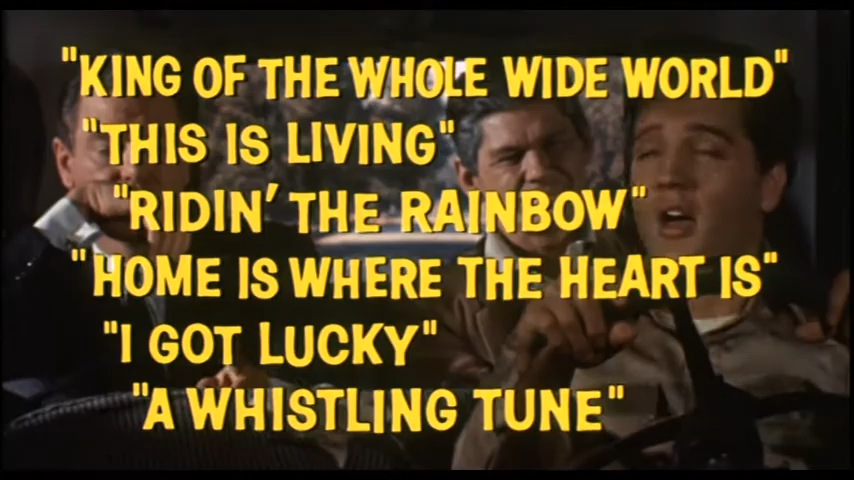 "KING OF THE WHOLE WIDE WORLD"
"THIS IS LIVING"
"RIDIN' THE RAINBOW"
"HOME IS WHERE THE HEART IS"
"I GOT LUCKY"
"A WHISTLING TUNE"